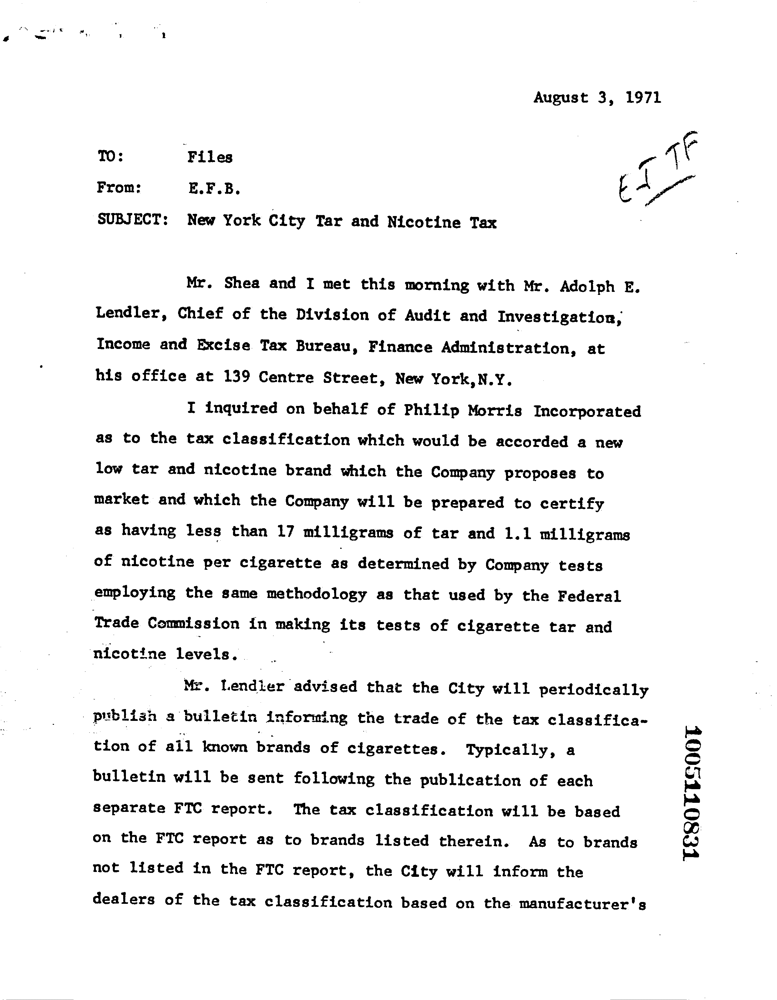 August 3, 1971
TO: Files
From: E.F.B.
SUBJECT: New York City Tar and Nicotine Tax
Mr. Shea and I met this morning with Mr. Adolph E.
Lendler, Chief of the Division of Audit and Investigation,
Income and Excise Tax Bureau, Finance Administration, at
his office at 139 Centre Street, New York,N.Y.
I inquired on behalf of Philip Morris Incorporated
as to the tax classification which would be accorded a new
low tar and nicotine brand which the Company proposes to
market and which the Company will be prepared to certify
as having less than 17 milligrams of tar and 1.1 milligrams
of nicotine per cigarette as determined by Company tests
employing the same methodology as that used by the Federal
Trade Commission in making its tests of cigarette tar and
nicotine levels.
Mr. Lendler advised that the City will periodically
publish a bulletin informing the trade of the tax classifica-
tion of all known brands of cigarettes. Typically, a
bulletin will be sent following the publication of each
separate FTC report. The tax classification will be based
on the FTC report as to brands listed therein. As to brands
not listed in the FTC report, the City will inform the
dealers of the tax classification based on the manufacturer's
1005110831